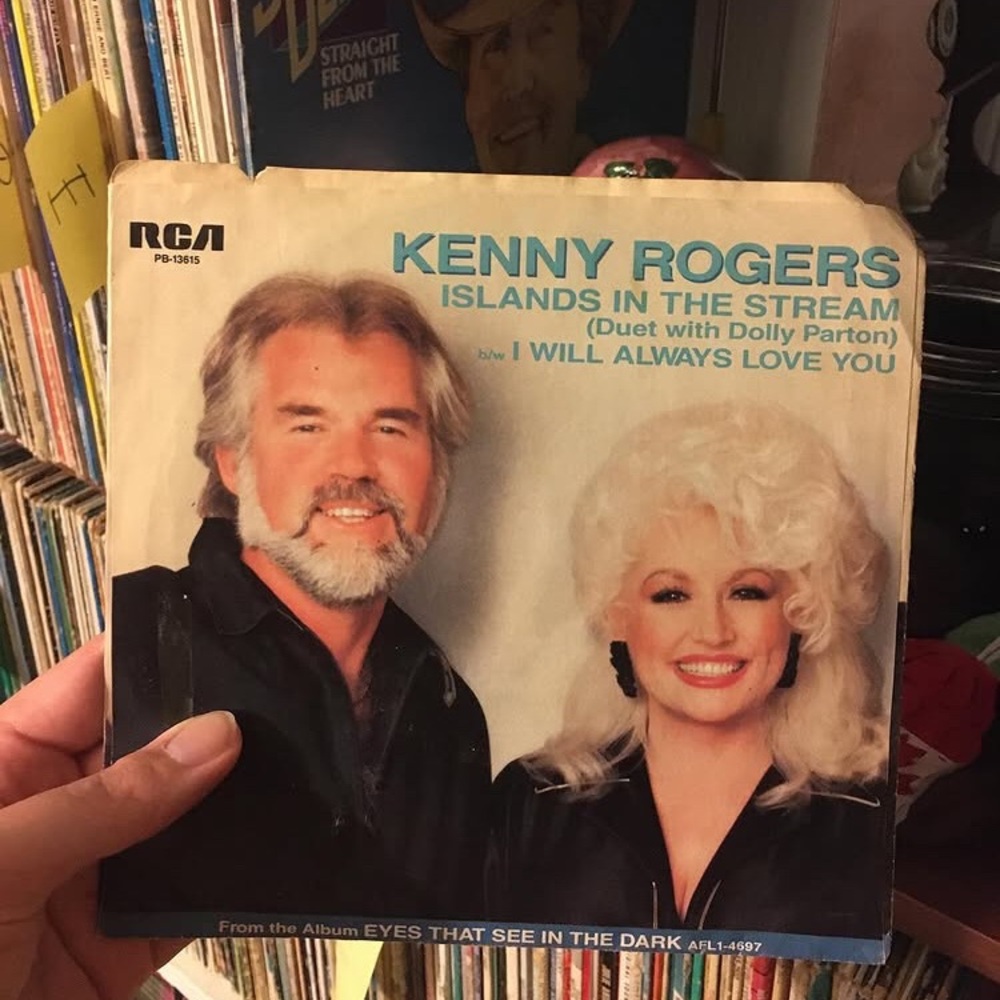 STRAIGHT
FROM THE
HEART
E
RCA
PB-13615
KENNY ROGERS
ISLANDS IN THE STREAM
(Duet with Dolly Parton)
b/w I WILL ALWAYS LOVE YOU
From the Album EYES THAT SEE IN THE DARK AFL1-4697